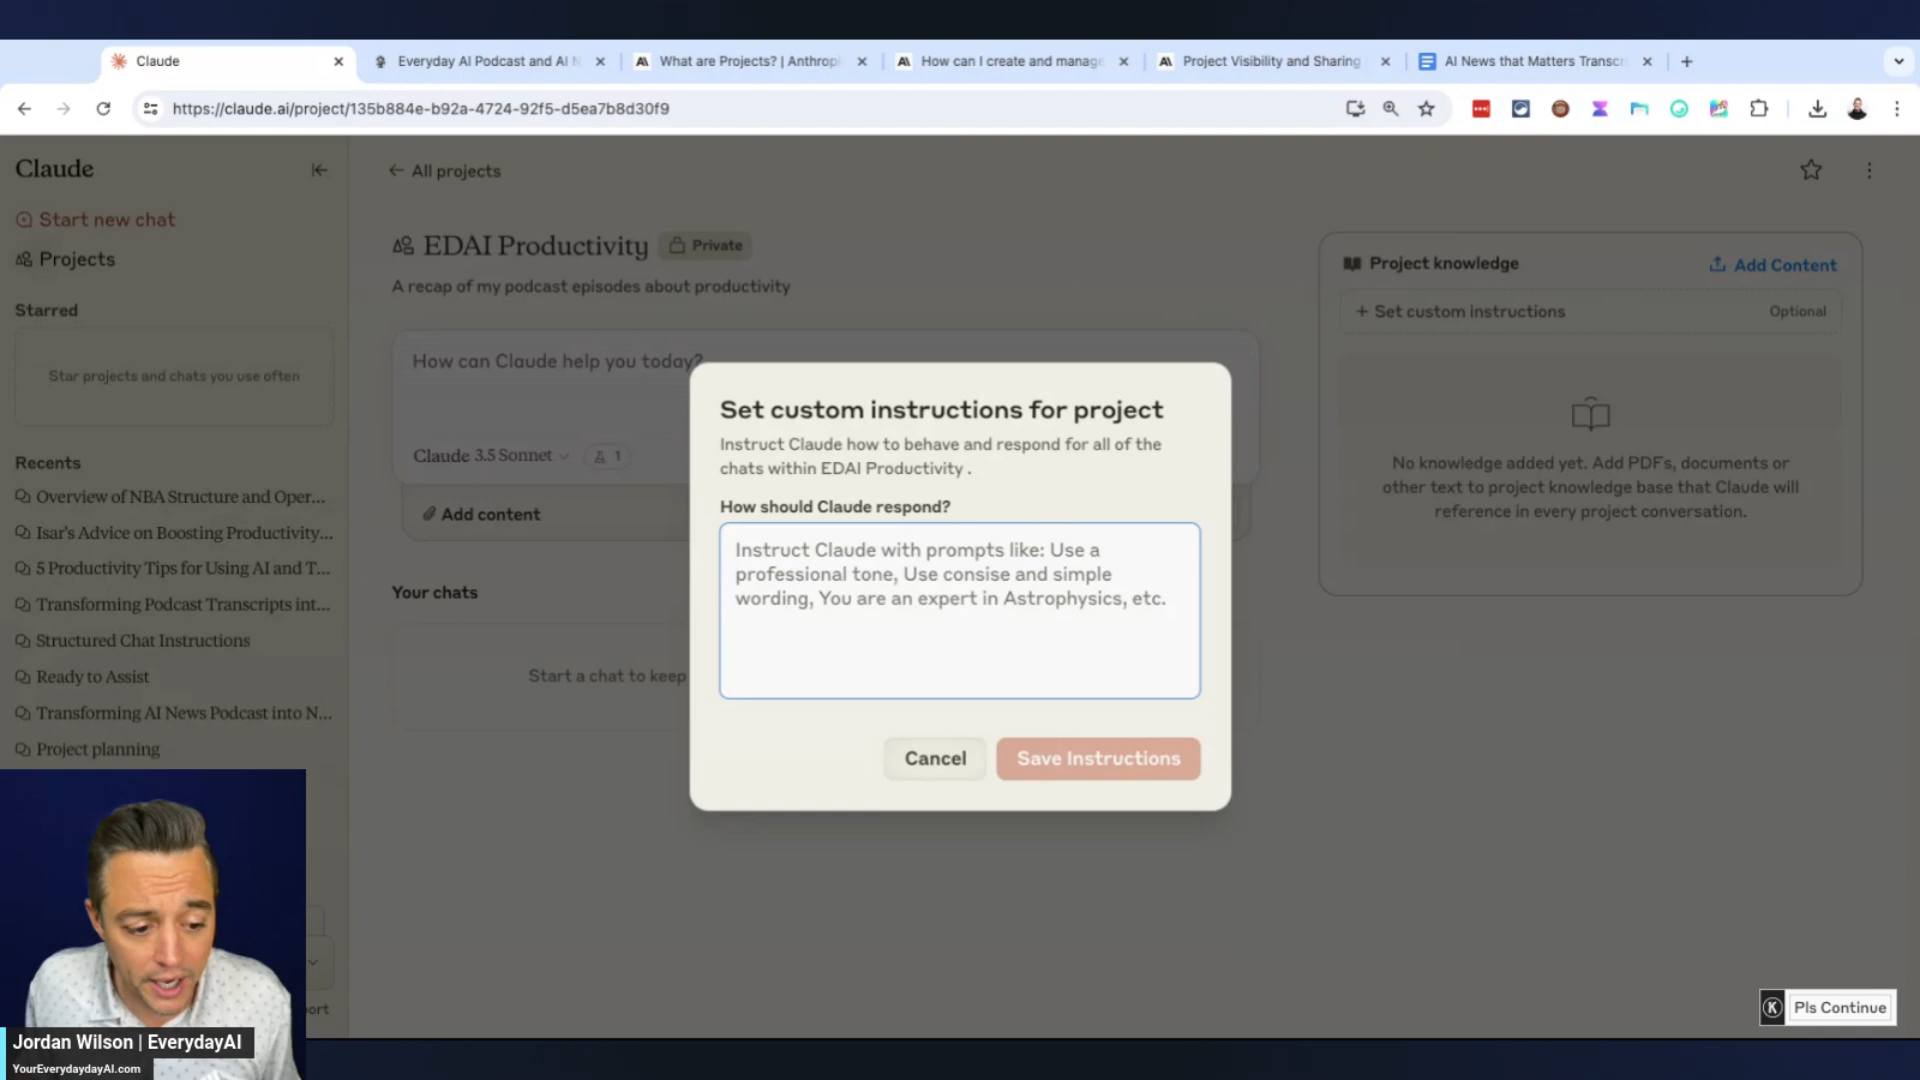 Claude
Everyday AI Podcast and AI N
What are Projects? | Anthropi
How can I create and manage
Project Visibility and Sharing
AI News that Matters Transcr
https://claude.ai/project/135b884e-b92a-4724-92f5-d5ea7b8d30f9
Claude
Start new chat
Projects
Starred
Star projects and chats you use often
Recents
Overview of NBA Structure and Oper...
Isar's Advice on Boosting Productivity...
5 Productivity Tips for Using AI and T...
Transforming Podcast Transcripts int...
Structured Chat Instructions
Ready to Assist
Transforming AI News Podcast into N...
Project planning
All projects
EDAI Productivity
Private
A recap of my podcast episodes about productivity
How can Claude help you today?
Claude 3.5 Sonnet
1
Add content
Your chats
Start a chat to keep
Project knowledge
Add Content
+ Set custom instructions
Optional
No knowledge added yet. Add PDFs, documents or
other text to project knowledge base that Claude will
reference in every project conversation.
Set custom instructions for project
Instruct Claude how to behave and respond for all of the
chats within EDAI Productivity .
How should Claude respond?
Instruct Claude with prompts like: Use a
professional tone, Use consise and simple
wording, You are an expert in Astrophysics, etc.
Cancel
Save Instructions
K
Pls Continue
ort
Jordan Wilson | EverydayAI
YourEverydayAI.com